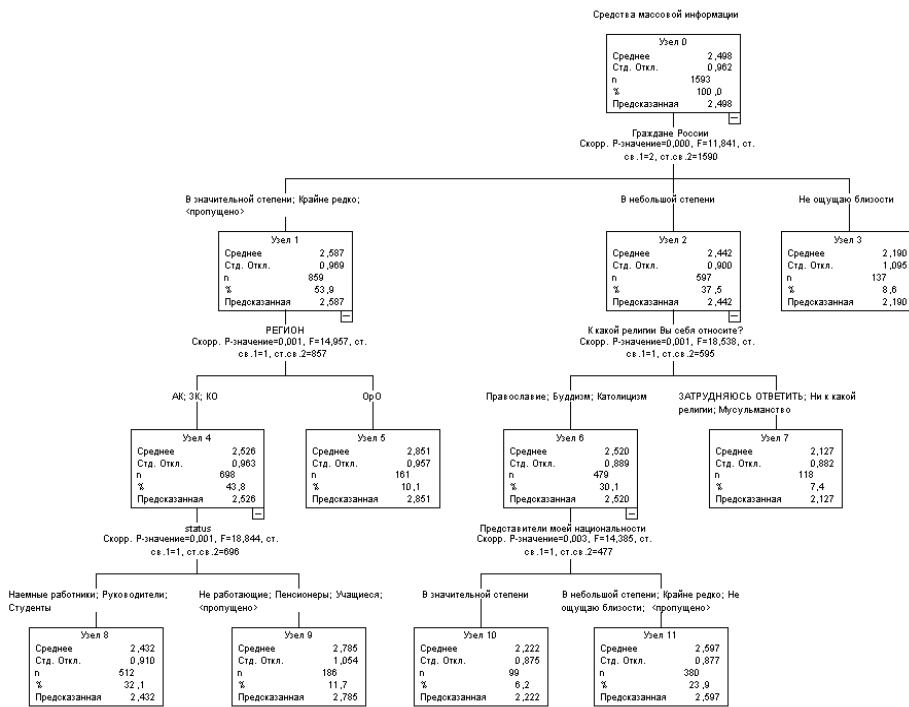 Средства массовой информации
Узел 0
Среднее 2,498
Стд. Откл. 0,962
n 1593
% 100,0
Предсказанная 2,498
Граждане России
Скорр. P-значение=0,000, F=11,841, ст.
св.1=2, ст.св.2=1590
В значительной степени; Крайне редко;
<пропущено>
В небольшой степени
Не ощущаю близости
Узел 1
Среднее 2,587
Стд. Откл. 0,969
n 859
% 53,9
Предсказанная 2,587
Узел 2
Среднее 2,442
Стд. Откл. 0,900
n 597
% 37,5
Предсказанная 2,442
Узел 3
Среднее 2,190
Стд. Откл. 1,095
n 137
% 8,6
Предсказанная 2,190
РЕГИОН
Скорр. P-значение=0,001, F=14,957, ст.
св.1=1, ст.св.2=857
К какой религии Вы себя относите?
Скорр. P-значение=0,001, F=18,538, ст.
св.1=1, ст.св.2=595
АК; ЗК; КО
ОрО
Православие; Буддизм; Католицизм
ЗАТРУДНЯЮСЬ ОТВЕТИТЬ; Ни к какой
религии; Мусульманство
Узел 4
Среднее 2,526
Стд. Откл. 0,963
n 698
% 43,8
Предсказанная 2,526
Узел 5
Среднее 2,851
Стд. Откл. 0,957
n 161
% 10,1
Предсказанная 2,851
Узел 6
Среднее 2,520
Стд. Откл. 0,889
n 479
% 30,1
Предсказанная 2,520
Узел 7
Среднее 2,127
Стд. Откл. 0,882
n 118
% 7,4
Предсказанная 2,127
status
Скорр. P-значение=0,001, F=18,844, ст.
св.1=1, ст.св.2=696
Представители моей национальности
Скорр. P-значение=0,003, F=14,385, ст.
св.1=1, ст.св.2=477
Наемные работники; Руководители;
Студенты
Не работающие; Пенсионеры; Учащиеся;
<пропущено>
В значительной степени
В небольшой степени; Крайне редко; Не
ощущаю близости; <пропущено>
Узел 8
Среднее 2,432
Стд. Откл. 0,910
n 512
% 32,1
Предсказанная 2,432
Узел 9
Среднее 2,785
Стд. Откл. 1,054
n 186
% 11,7
Предсказанная 2,785
Узел 10
Среднее 2,222
Стд. Откл. 0,875
n 99
% 6,2
Предсказанная 2,222
Узел 11
Среднее 2,597
Стд. Откл. 0,877
n 380
% 23,9
Предсказанная 2,597